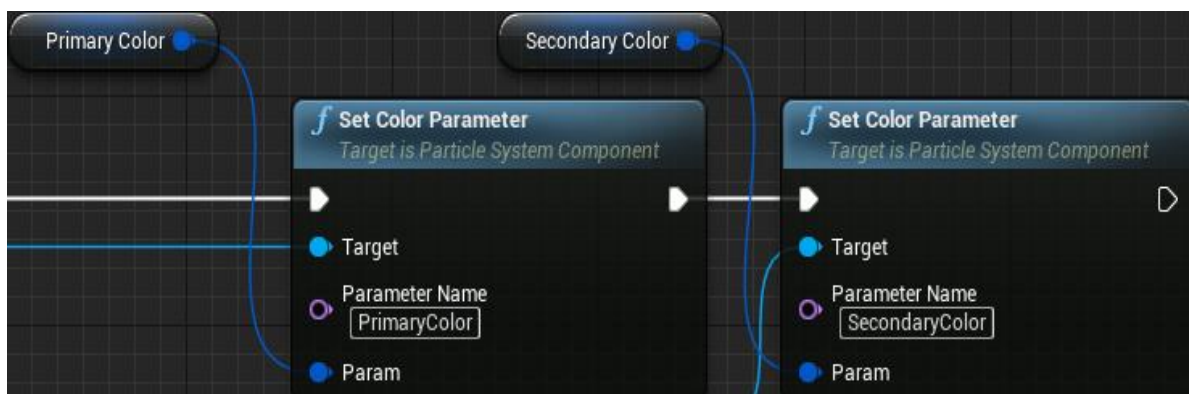 Primary Color
Secondary Color
f Set Color Parameter
Target is Particle System Component
Target
Parameter Name
PrimaryColor
Param
f Set Color Parameter
Target is Particle System Component
Target
Parameter Name
SecondaryColor
Param